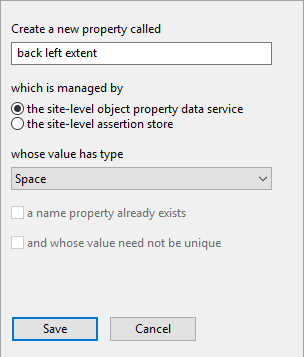 Create a new property called
back left extent
which is managed by
the site-level object property data service
the site-level assertion store
whose value has type
Space
a name property already exists
and whose value need not be unique
Save Cancel